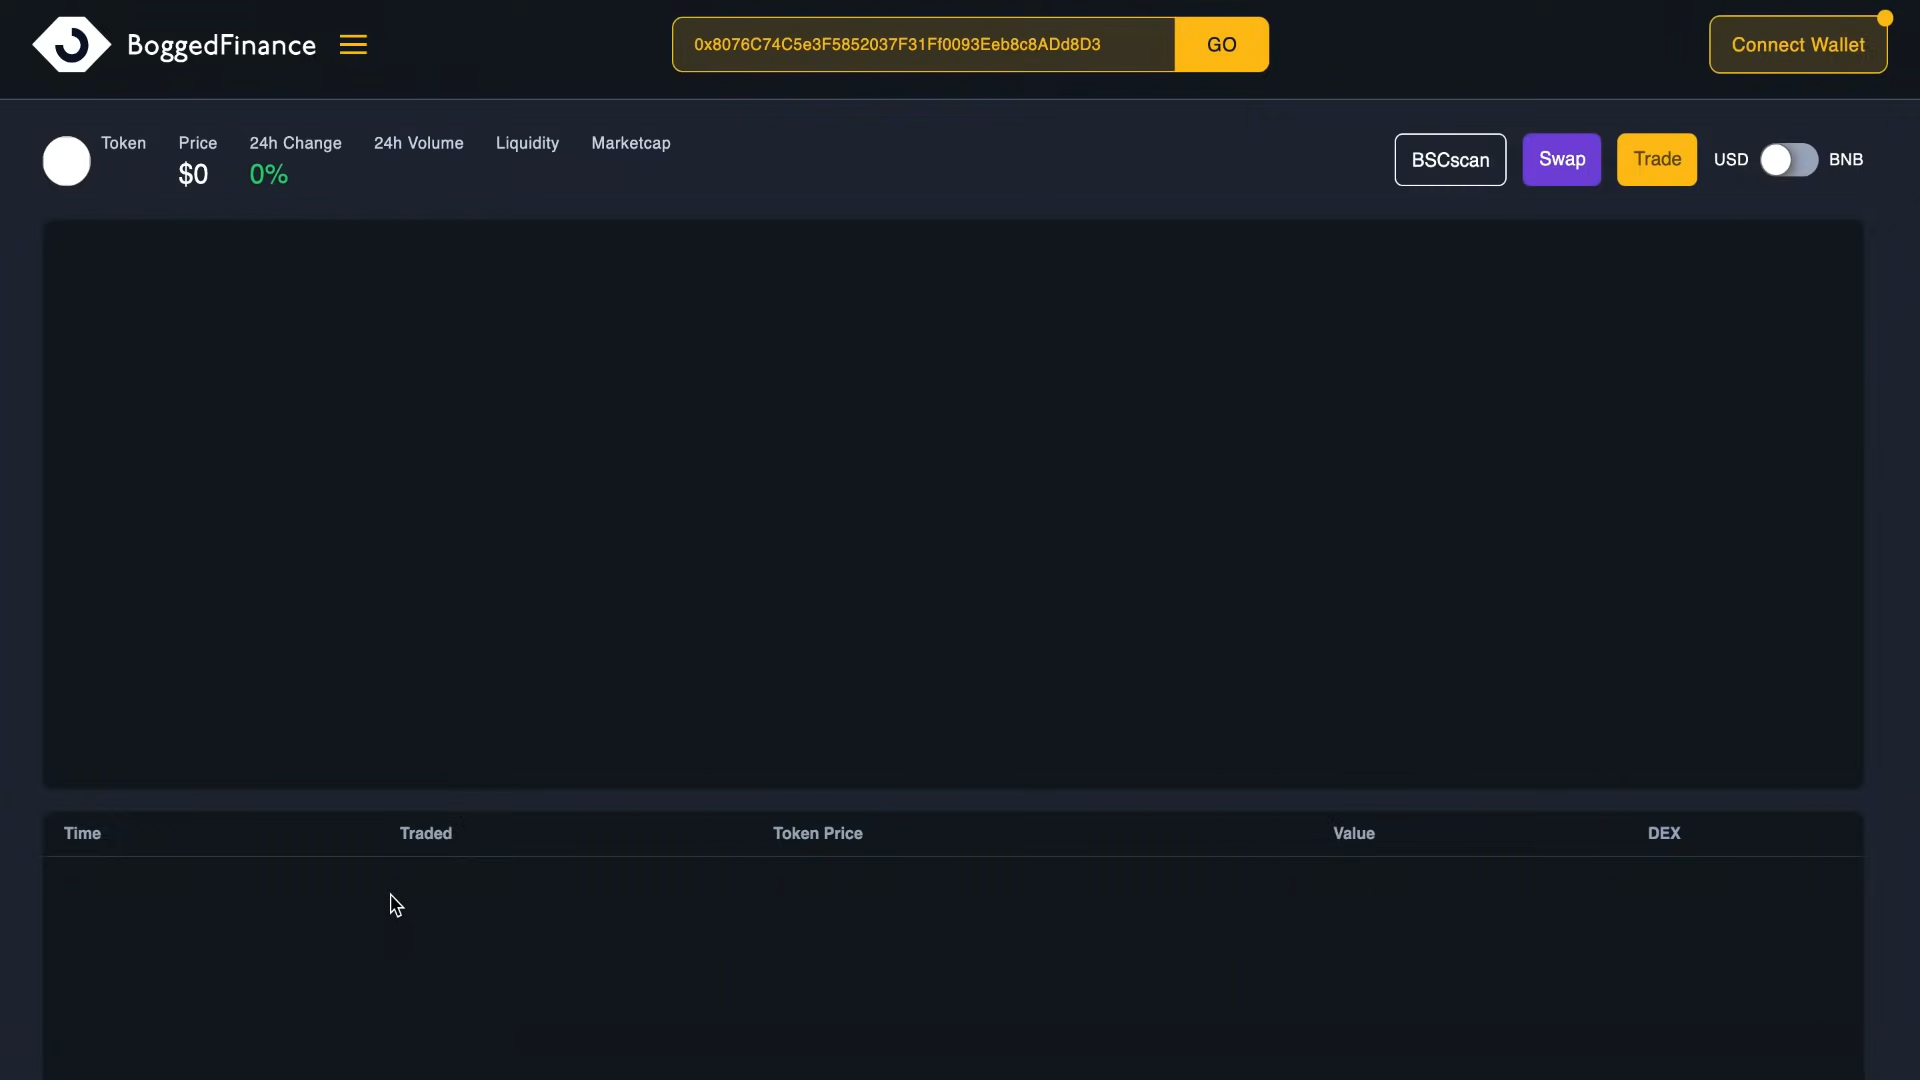 BoggedFinance
0x8076C74C5e3F5852037F31Ff0093Eeb8c8ADd8D3
GO
Connect Wallet
Token Price 24h Change 24h Volume Liquidity Marketcap
$0 0%
BSCscan Swap Trade USD BNB
Time Traded Token Price Value DEX